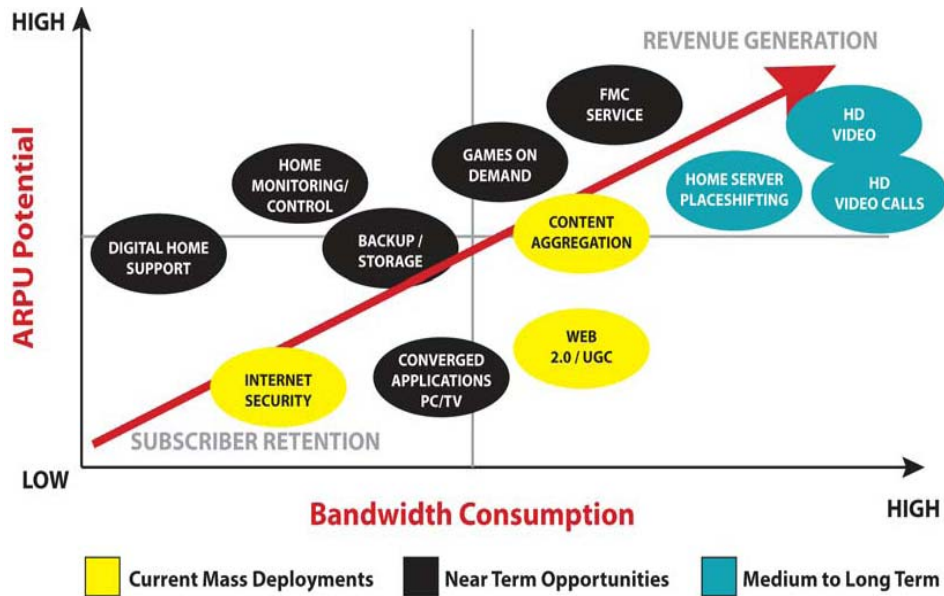 HIGH
REVENUE GENERATION
FMC
SERVICE
HD
VIDEO
GAMES ON
DEMAND
HOME
MONITORING/
CONTROL
HOME SERVER
PLACESHIFTING
HD
VIDEO CALLS
ARPU Potential
DIGITAL HOME
SUPPORT
BACKUP /
STORAGE
CONTENT
AGGREGATION
WEB
2.0 / UGC
INTERNET
SECURITY
CONVERGED
APPLICATIONS
PC/TV
SUBSCRIBER RETENTION
LOW
HIGH
Bandwidth Consumption
Current Mass Deployments
Near Term Opportunities
Medium to Long Term